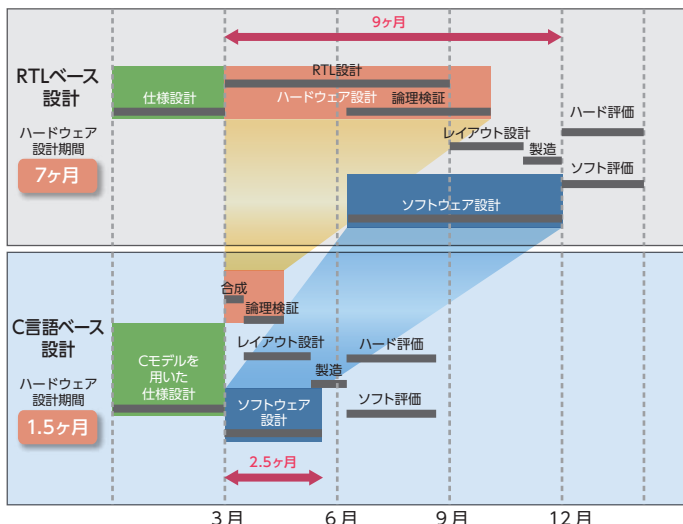 9ヶ月
RTLベース
設計
ハードウェア
設計期間
7ヶ月
RTL設計
仕様設計
ハードウェア設計
論理検証
ハード評価
レイアウト設計
製造
ソフト評価
ソフトウェア設計
C言語ベース
設計
ハードウェア
設計期間
1.5ヶ月
合成
論理検証
レイアウト設計
ハード評価
Cモデルを
用いた
仕様設計
製造
ソフトウェア
設計
ソフト評価
2.5ヶ月
3月
6月
9月
12月